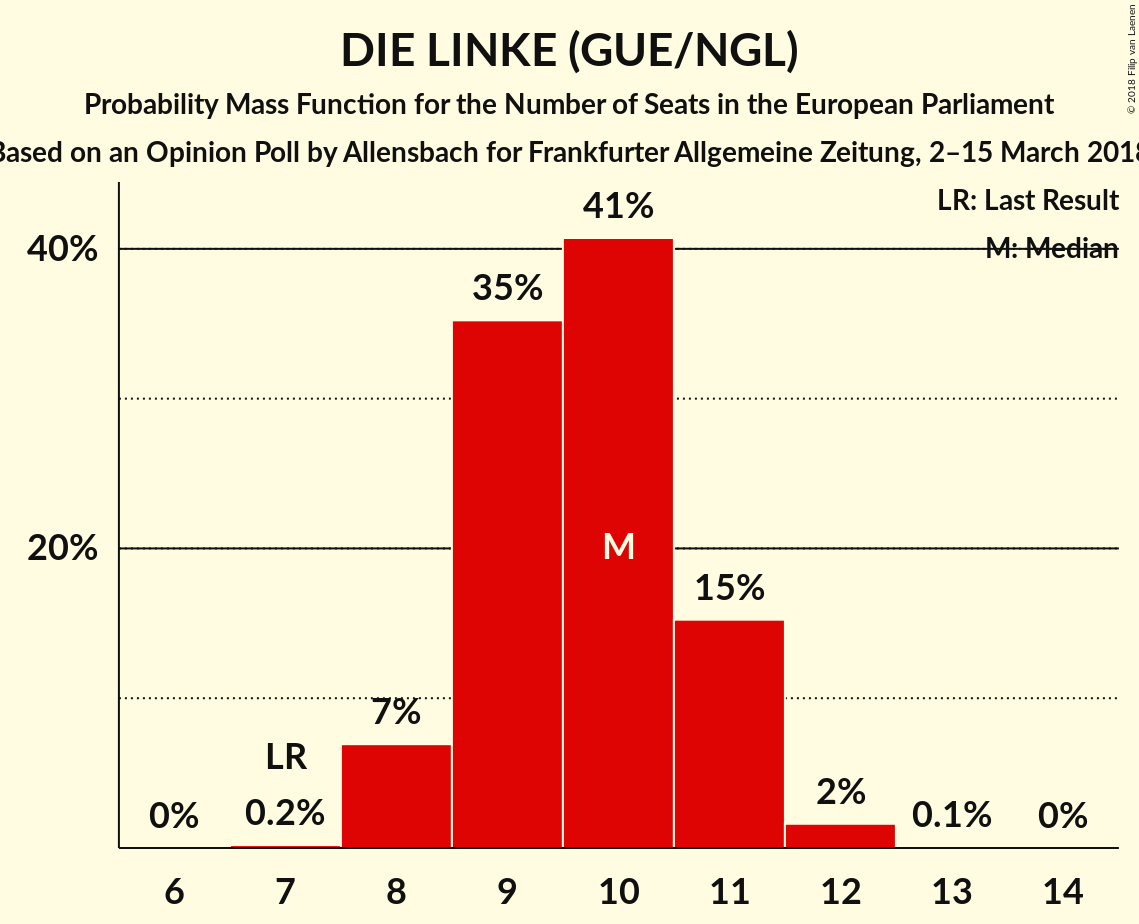 DIE LINKE (GUE/NGL)
Probability Mass Function for the Number of Seats in the European Parliament
Based on an Opinion Poll by Allensbach for Frankfurter Allgemeine Zeitung, 2–15 March 2018
© 2018 Filip van Laenen
LR: Last Result
M: Median
40%
20%
0%
LR
0.2%
7%
35%
41%
M
15%
2%
0.1%
0%
6 7 8 9 10 11 12 13 14